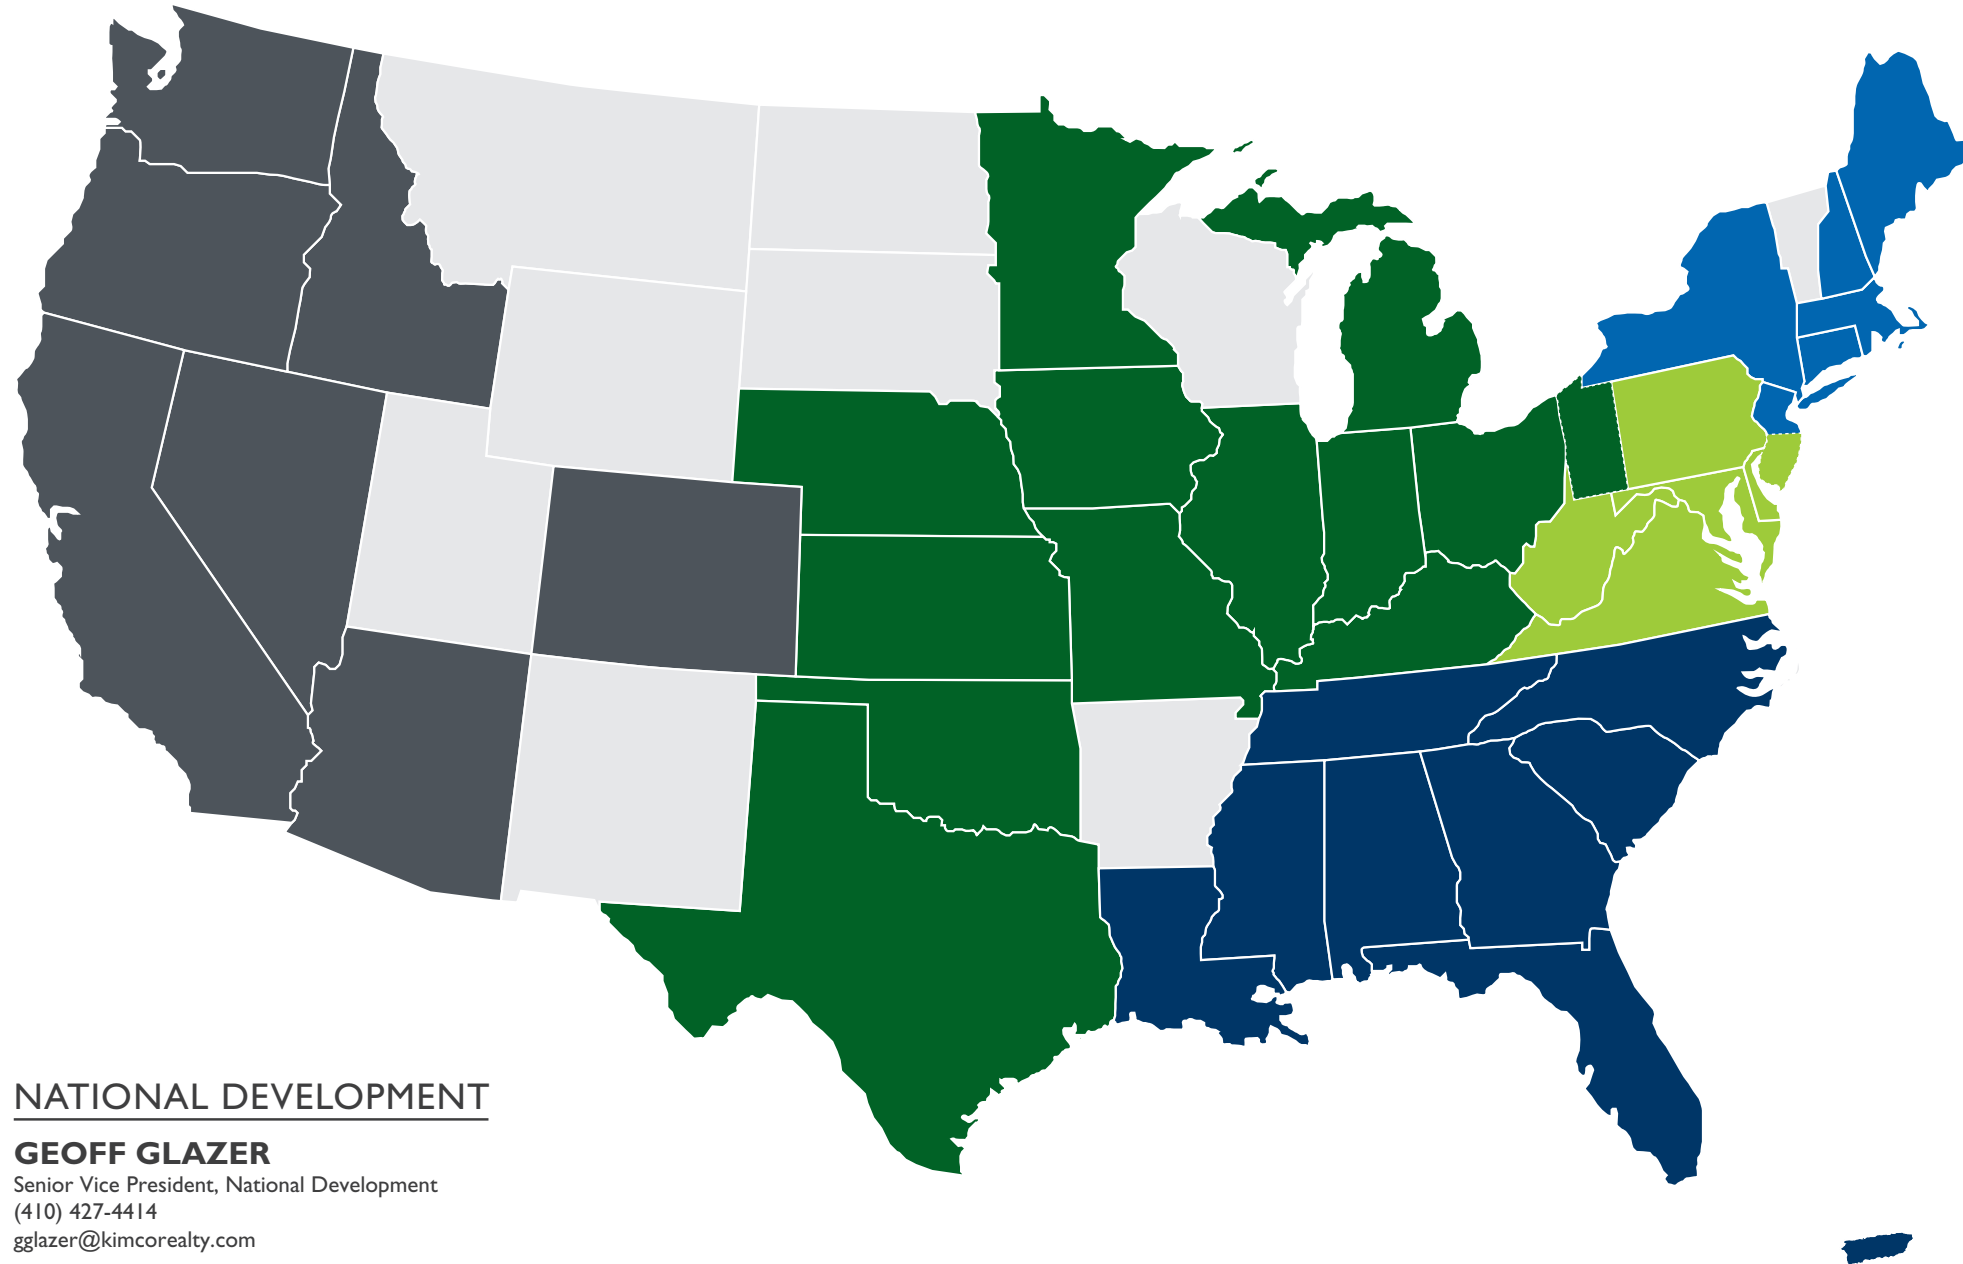 NATIONAL DEVELOPMENT
GEOFF GLAZER
Senior Vice President, National Development
(410) 427-4414
gglazer@kimcorealty.com